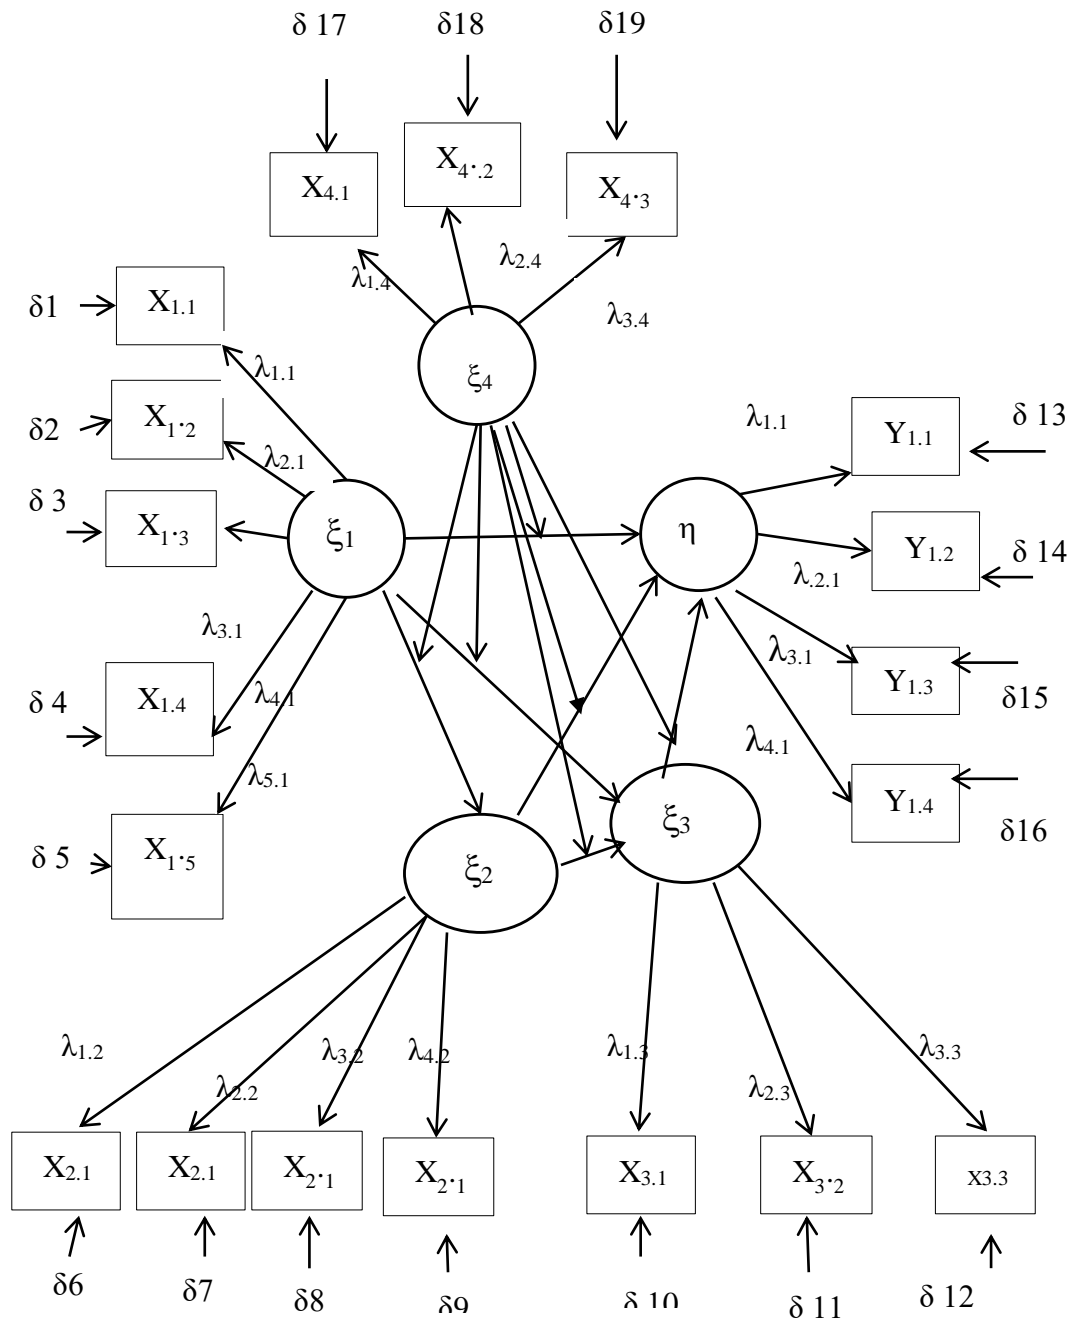 δ 17 δ18 δ19
X4.1 X4..2 X4.3
λ1.4 λ2.4 λ3.4
ξ4
δ1 X1.1 λ1.1
δ2 X1.2 λ2.1
δ 3 X1.3
ξ1
λ3.1
δ 4 X1.4 λ4.1
λ5.1
δ 5 X1.5
η
λ1.1 Y1.1 δ 13
Y1.2 δ 14
λ.2.1
λ3.1 Y1.3 δ15
λ4.1 Y1.4 δ16
ξ2 ξ3
λ1.2 λ2.2 λ3.2 λ4.2 λ1.3 λ2.3 λ3.3
X2.1 X2.1 X2.1 X2.1 X3.1 X3.2 x3.3
δ6 δ7 δ8 δ9 δ 10 δ 11 δ 12